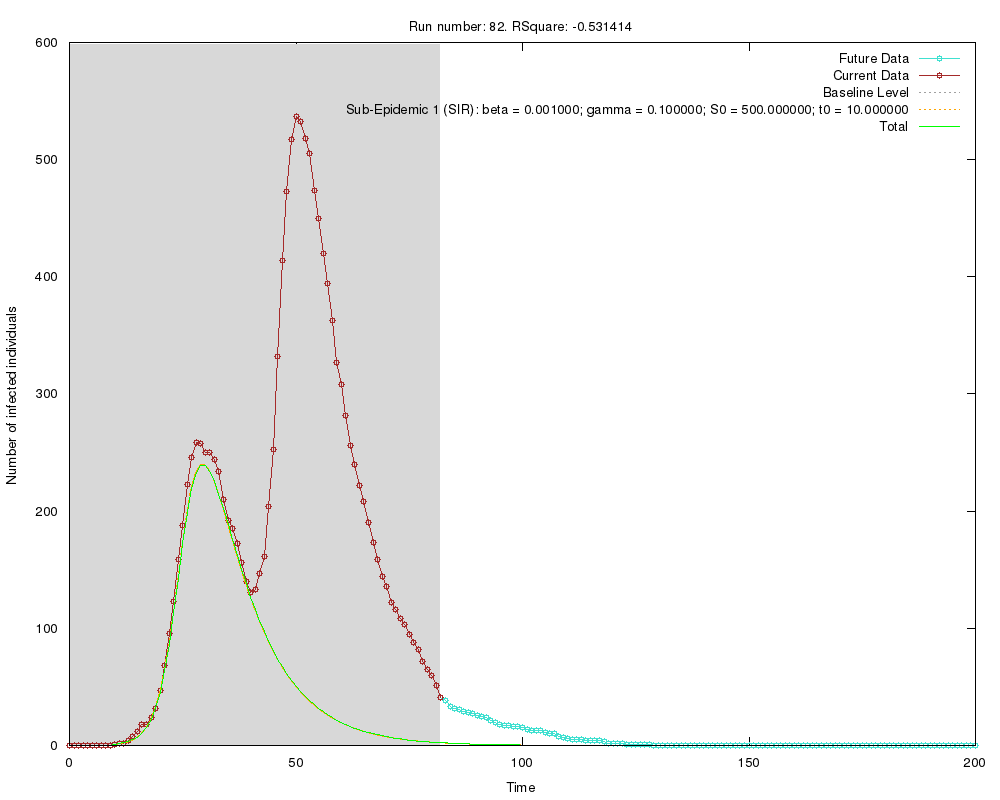 Run number: 82. RSquare: -0.531414
600
500
400
300
200
100
0
Number of infected individuals
Future Data
Current Data
Baseline Level
Sub-Epidemic 1 (SIR): beta = 0.001000; gamma = 0.100000; S0 = 500.000000; t0 = 10.000000
Total
0
50
100
150
200
Time